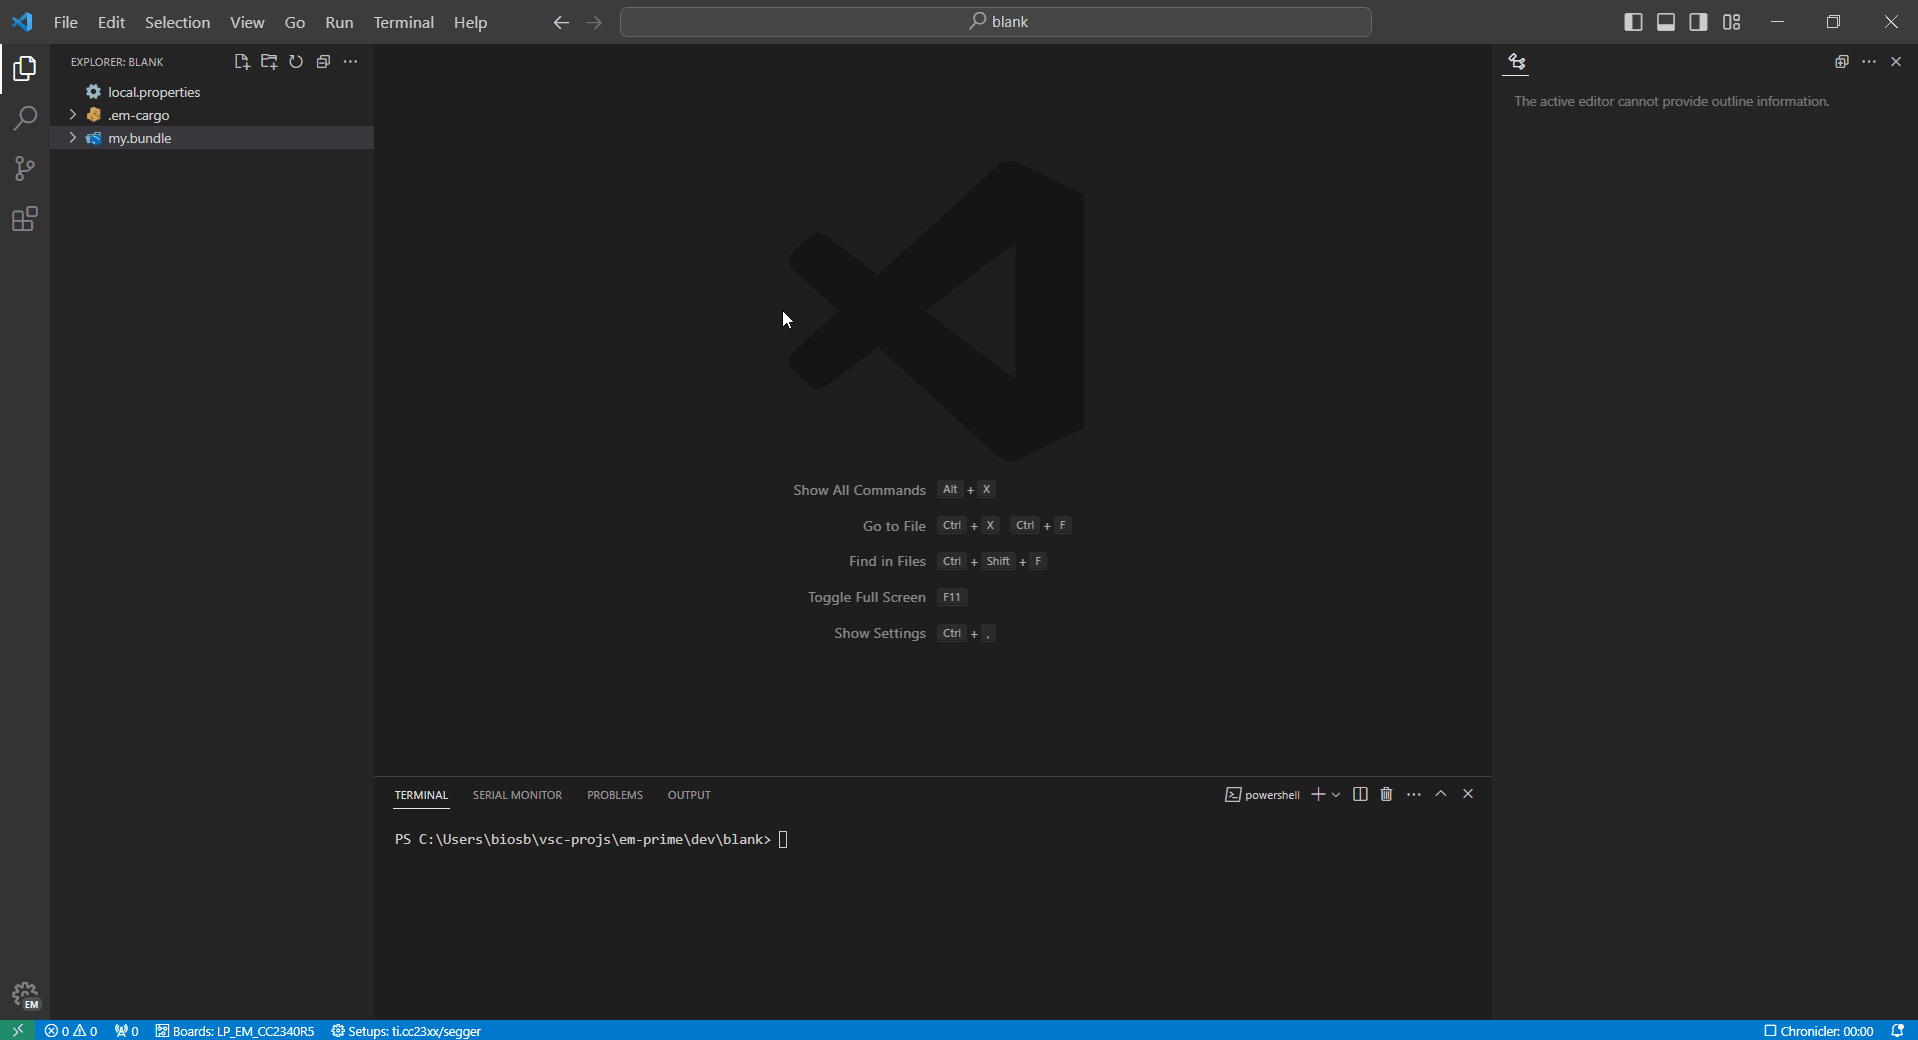 File Edit Selection View Go Run Terminal Help
blank
EXPLORER: BLANK
local.properties
.em-cargo
my.bundle
The active editor cannot provide outline information.
Show All Commands Alt + X
Go to File Ctrl + X Ctrl + F
Find in Files Ctrl + Shift + F
Toggle Full Screen F11
Show Settings Ctrl + ,
TERMINAL SERIAL MONITOR PROBLEMS OUTPUT
powershell
PS C:\Users\biosb\vsc-projs\em-prime\dev\blank>
EM
0 0 0 Boards: LP_EM_CC2340R5 Setups: ti.cc23xx/segger Chronicler: 00:00